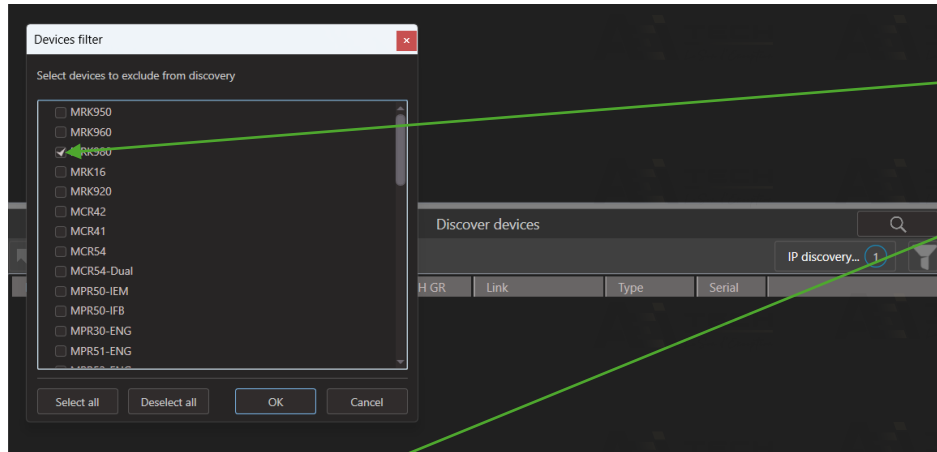 Devices filter
Select devices to exclude from discovery
MRK950
MRK960
MRK980
MRK16
MRK920
MCR42
MCR41
MCR54
MCR54-Dual
MPR50-IEM
MPR50-IFB
MPR30-ENG
MPR51-ENG
Select all Deselect all OK Cancel
Discover devices
IP discovery... 1
H GR Link Type Serial